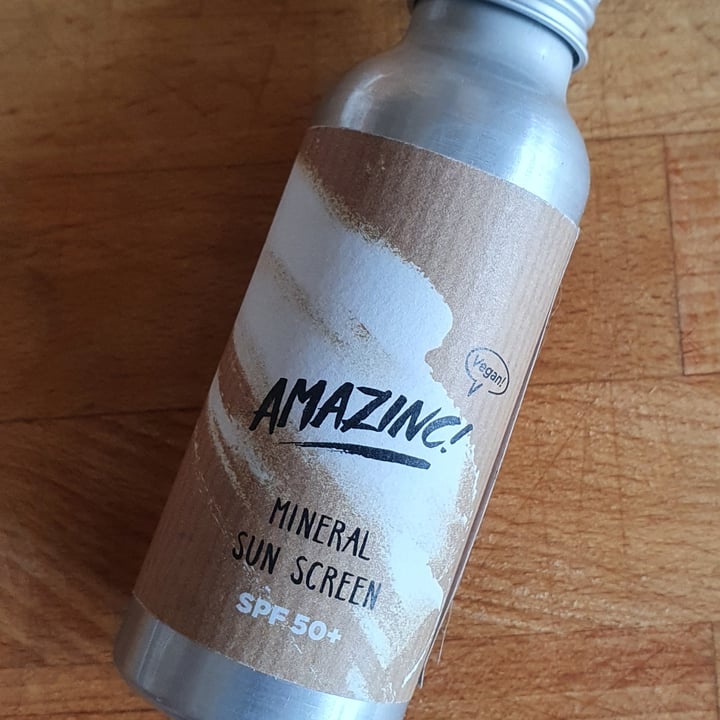 Vegan!
AMAZINC!
MINERAL
SUN SCREEN
SPF 50+